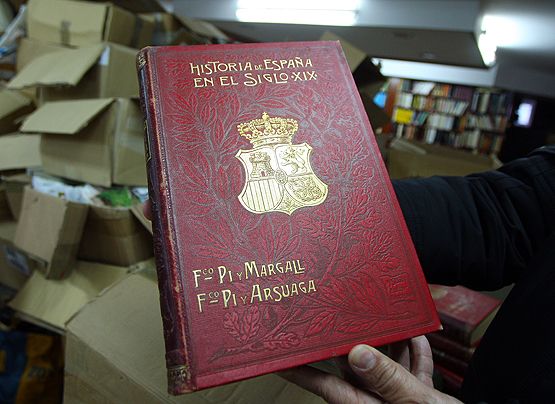 HISTORIA DE ESPAÑA
EN EL SIGLO·XIX·
Fco PI Y MARGALL
Fco PI Y ARSUAGA